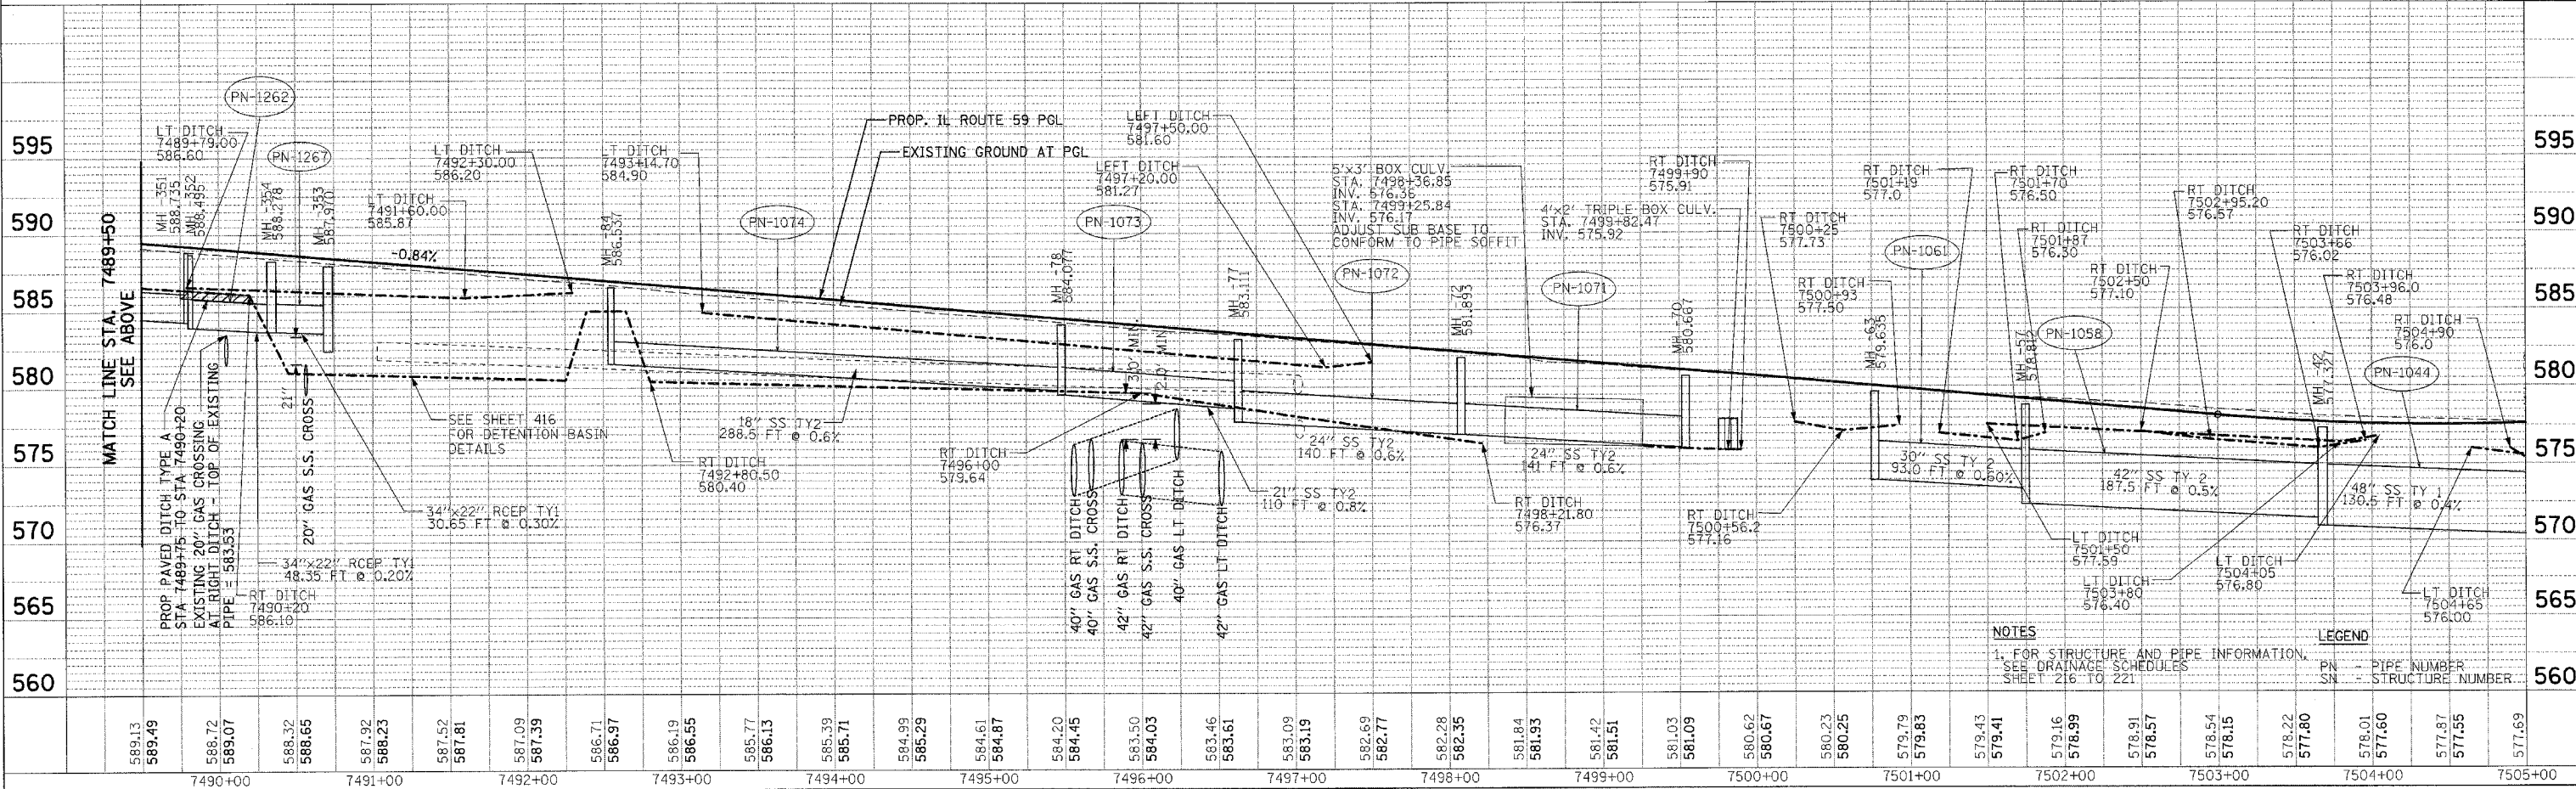 595
590
585
580
575
570
565
560
MATCH LINE STA. 7489+50
SEE ABOVE
PN-1262
LT DITCH
7489+79.00
586.60
PN-1267
MH -351
588.735
MH -352
588.495
MH -354
588.278
MH -353
587.970
LT DITCH
7491+60.00
585.87
-0.84%
LT DITCH
7492+30.00
586.20
LT DITCH
7493+14.70
584.90
MH -84
586.537
PN-1074
PROP. IL ROUTE 59 PGL
EXISTING GROUND AT PGL
LEFT DITCH
7497+50.00
581.60
LEFT DITCH
7497+20.00
581.27
PN-1073
MH -78
584.077
3.0' MIN.
2.0' MIN
MH -77
583.111
5'x3' BOX CULV.
STA. 7498+36.85
INV. 576.36
STA. 7499+25.84
INV. 576.17
ADJUST SUB BASE TO
CONFORM TO PIPE SOFFIT
PN-1072
MH -72
581.893
4'x2' TRIPLE BOX CULV.
STA. 7499+82.47
INV. 575.92
PN-1071
RT DITCH
7499+90
575.91
MH -70
580.667
RT DITCH
7500+25
577.73
RT DITCH
7500+93
577.50
RT DITCH
7501+19
577.0
PN-1061
MH -63
579.635
RT DITCH
7501+70
576.50
RT DITCH
7501+87
576.30
RT DITCH
7502+50
577.10
RT DITCH
7502+95.20
576.57
MH -57
PN-1058
RT DITCH
7503+66
576.02
RT DITCH
7503+96.0
576.48
RT DITCH
7504+90
576.0
MH -42
577.327
PN-1044
PROP PAVED DITCH TYPE A
STA 7489+75 TO STA 7490+20
EXISTING 20" GAS CROSSING
AT RIGHT DITCH - TOP OF EXISTING
PIPE = 583.53
21"
20" GAS S.S. CROSS
34"x22" RCEP TY1
48.35 FT @ 0.20%
RT DITCH
7490+20
586.10
SEE SHEET 416
FOR DETENTION BASIN
DETAILS
34"x22" RCEP TY1
30.65 FT @ 0.30%
18" SS TY2
288.5 FT @ 0.6%
RT DITCH
7492+80.50
580.40
RT DITCH
7496+00
579.64
40" GAS RT DITCH
40" GAS S.S. CROSS
42" GAS RT DITCH
42" GAS S.S. CROSS
40" GAS LT DITCH
42" GAS LT DITCH
21" SS TY2
110 FT @ 0.8%
24" SS TY2
140 FT @ 0.6%
RT DITCH
7498+21.80
576.37
24" SS TY2
141 FT @ 0.6%
RT DITCH
7500+56.2
577.16
30" SS TY 2
93.0 FT @ 0.60%
42" SS TY 2
187.5 FT @ 0.5%
48" SS TY 1
130.5 FT @ 0.4%
LT DITCH
7501+50
577.59
LT DITCH
7503+80
576.40
LT DITCH
7504+05
576.80
LT DITCH
7504+65
576.00
NOTES
1. FOR STRUCTURE AND PIPE INFORMATION,
SEE DRAINAGE SCHEDULES
SHEET 216 TO 221
LEGEND
PN - PIPE NUMBER
SN - STRUCTURE NUMBER
595
590
585
580
575
570
565
560
589.13 588.72 588.32 587.92 587.52 587.09 586.71 586.19 585.77 585.39 584.99 584.61 584.20 583.50 583.46 583.09 582.69 582.28 581.84 581.42 581.03 580.62 580.23 579.79 579.43 579.16 578.91 578.54 578.22 578.01 577.87 577.69
589.49 589.07 588.65 588.23 587.81 587.39 586.97 586.55 586.13 585.71 585.29 584.87 584.45 584.03 583.61 583.19 582.77 582.35 581.93 581.51 581.09 580.67 580.25 579.83 579.41 578.99 578.57 578.15 577.80 577.60 577.55
7490+00 7491+00 7492+00 7493+00 7494+00 7495+00 7496+00 7497+00 7498+00 7499+00 7500+00 7501+00 7502+00 7503+00 7504+00 7505+00